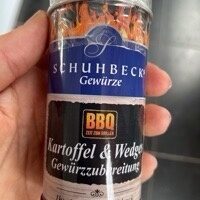 SCHUHBECK
Gewürze
BBQ
ZEIT ZUM GRILLEN
Kartoffel & Wedges
Gewürzzubereitung